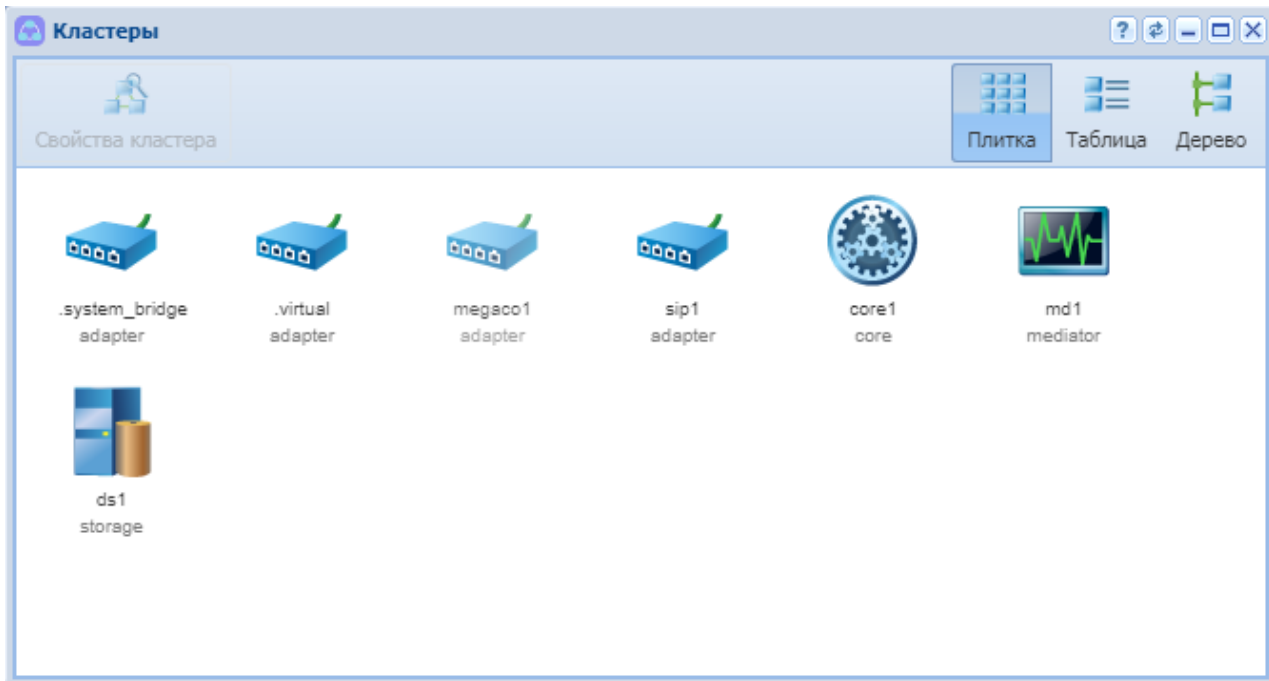 Кластеры
?
Свойства кластера
Плитка Таблица Дерево
.system_bridge .virtual megaco1 sip1 core1 md1
adapter adapter adapter adapter core mediator
ds1
storage